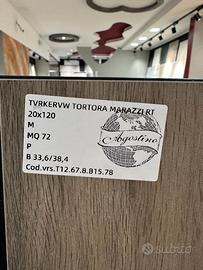 TVRKERVW TORTORA MARAZZI RT
20x120
M
MQ 72
P
B 33,6/38,4
Cod.vrs.T12.67.8.B15.78
Agostino
subito